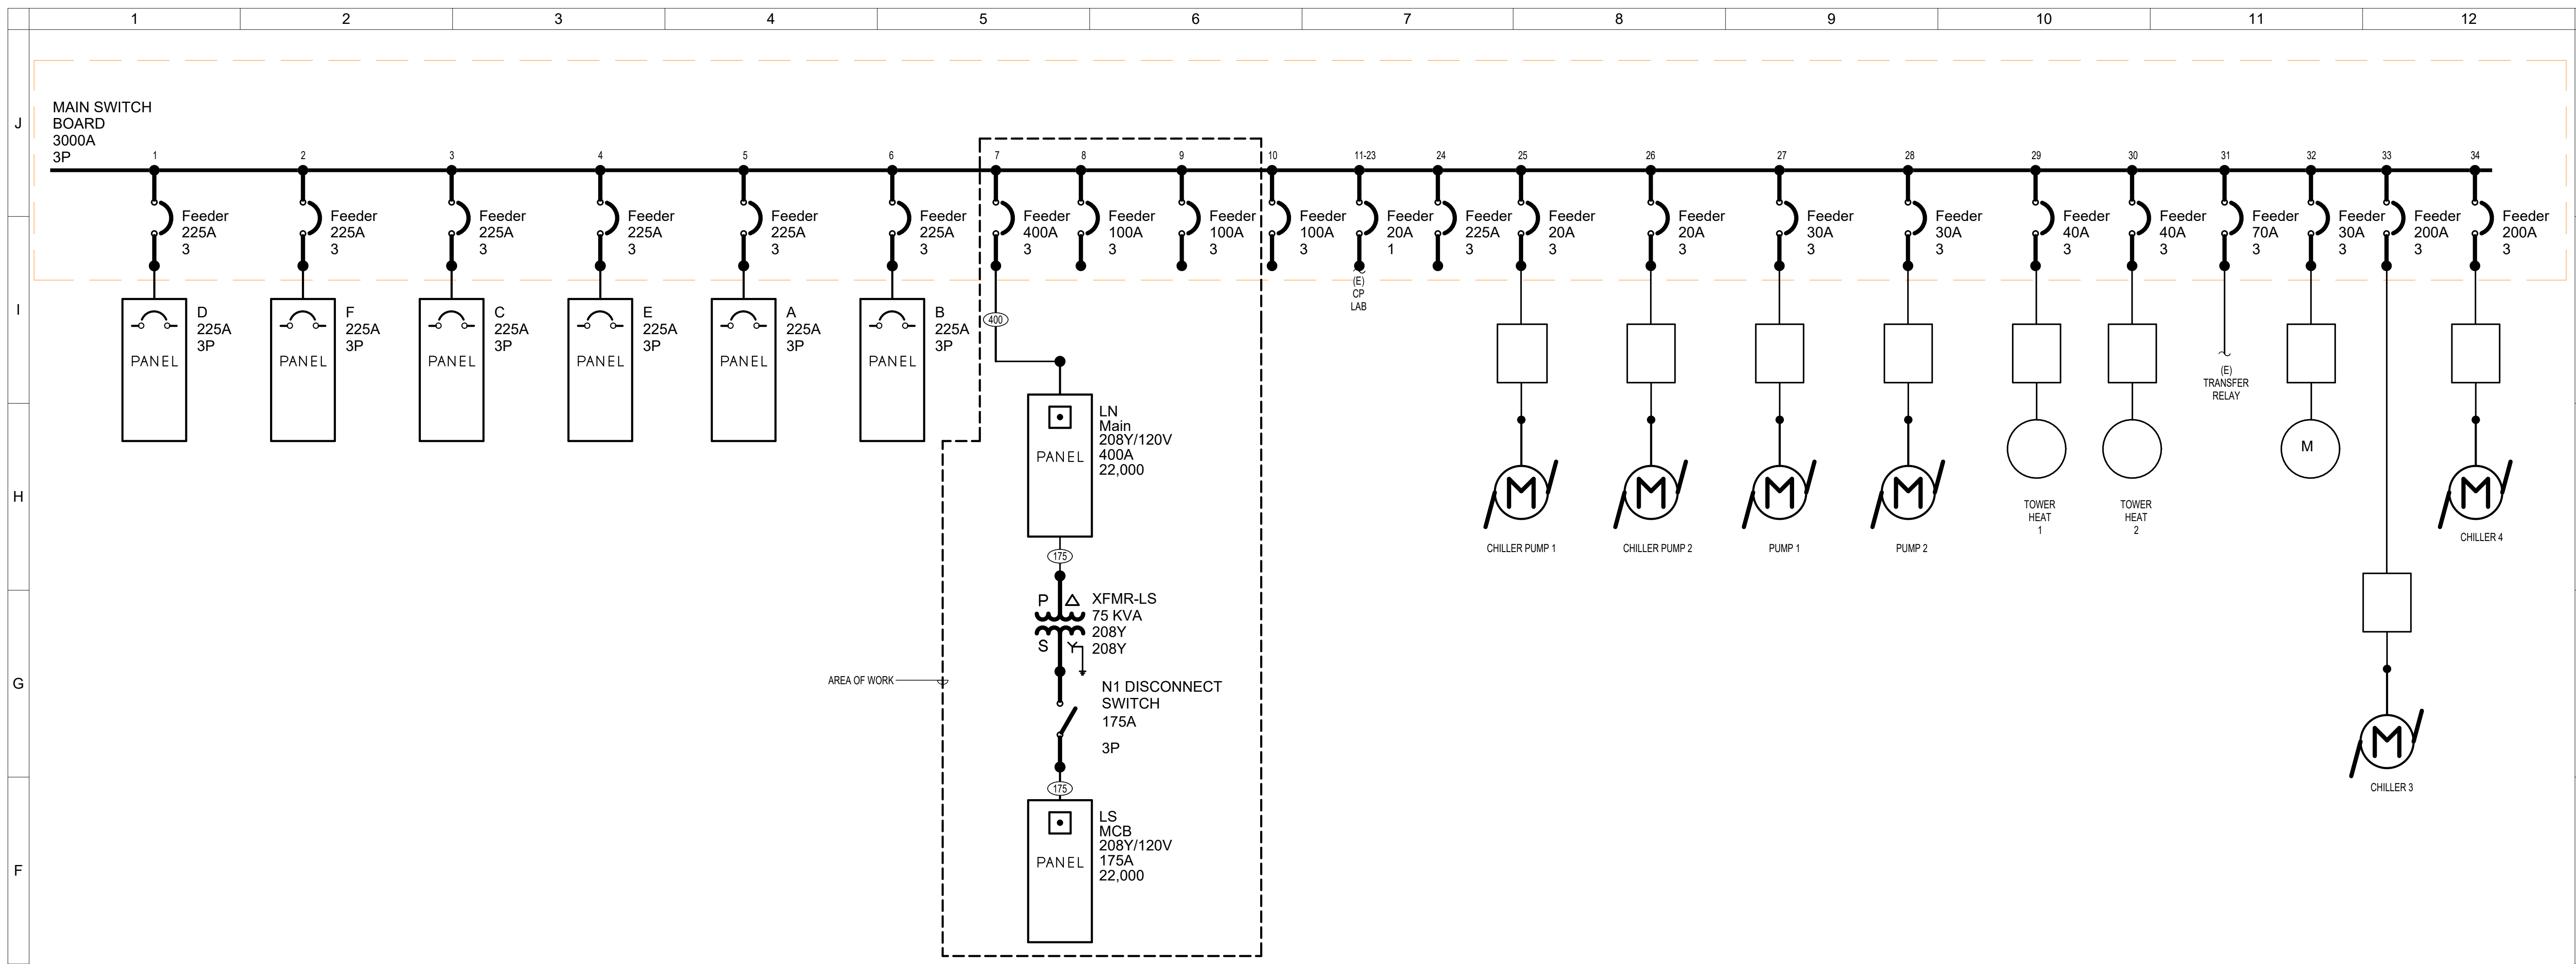 1 2 3 4 5 6 7 8 9 10 11 12
J
I
H
G
F
MAIN SWITCH
BOARD
3000A
3P
1 2 3 4 5 6 7 8 9 10 11-23 24 25 26 27 28 29 30 31 32 33 34
Feeder
225A
3
Feeder
225A
3
Feeder
225A
3
Feeder
225A
3
Feeder
225A
3
Feeder
225A
3
Feeder
400A
3
Feeder
100A
3
Feeder
100A
3
Feeder
100A
3
Feeder
20A
1
Feeder
225A
3
Feeder
20A
3
Feeder
20A
3
Feeder
30A
3
Feeder
30A
3
Feeder
40A
3
Feeder
40A
3
Feeder
70A
3
Feeder
30A
3
Feeder
200A
3
Feeder
200A
3
PANEL
D
225A
3P
PANEL
F
225A
3P
PANEL
C
225A
3P
PANEL
E
225A
3P
PANEL
A
225A
3P
PANEL
B
225A
3P
400
(E)
CP
LAB
(E)
TRANSFER
RELAY
PANEL
LN
Main
208Y/120V
400A
22,000
175
P
XFMR-LS
75 KVA
208Y
208Y
S
Y
AREA OF WORK
N1 DISCONNECT
SWITCH
175A
3P
175
PANEL
LS
MCB
208Y/120V
175A
22,000
M
CHILLER PUMP 1
M
CHILLER PUMP 2
M
PUMP 1
M
PUMP 2
TOWER
HEAT
1
TOWER
HEAT
2
M
M
CHILLER 3
M
CHILLER 4